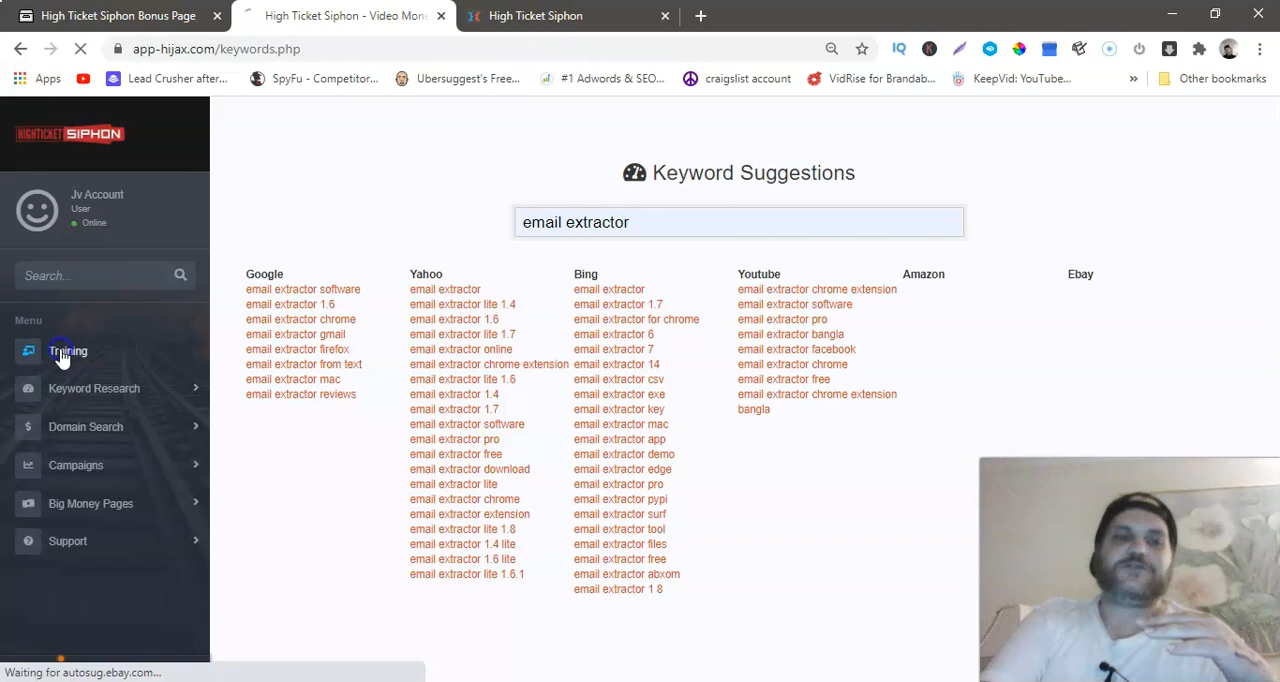 High Ticket Siphon Bonus Page
High Ticket Siphon - Video Mone
High Ticket Siphon
app-hijax.com/keywords.php
Apps
Lead Crusher after...
SpyFu - Competitor...
Ubersuggest's Free...
#1 Adwords & SEO...
craigslist account
VidRise for Brandab...
KeepVid: YouTube...
Other bookmarks
HIGHTICKET SIPHON
Jv Account
User
Online
Search...
Menu
Training
Keyword Research
Domain Search
Campaigns
Big Money Pages
Support
Keyword Suggestions
email extractor
Google
email extractor software
email extractor 1.6
email extractor chrome
email extractor gmail
email extractor firefox
email extractor from text
email extractor mac
email extractor reviews
Yahoo
email extractor
email extractor lite 1.4
email extractor 1.6
email extractor lite 1.7
email extractor online
email extractor chrome extension
email extractor lite 1.6
email extractor 1.4
email extractor 1.7
email extractor software
email extractor pro
email extractor free
email extractor download
email extractor lite
email extractor chrome
email extractor extension
email extractor lite 1.8
email extractor 1.4 lite
email extractor 1.6 lite
email extractor lite 1.6.1
Bing
email extractor
email extractor 1.7
email extractor for chrome
email extractor 6
email extractor 7
email extractor 14
email extractor csv
email extractor exe
email extractor key
email extractor mac
email extractor app
email extractor demo
email extractor edge
email extractor pro
email extractor pypi
email extractor surf
email extractor tool
email extractor files
email extractor free
email extractor abxom
email extractor 1 8
Youtube
email extractor chrome extension
email extractor software
email extractor pro
email extractor bangla
email extractor facebook
email extractor chrome
email extractor free
email extractor chrome extension
bangla
Amazon
Ebay
Waiting for autosug.ebay.com...